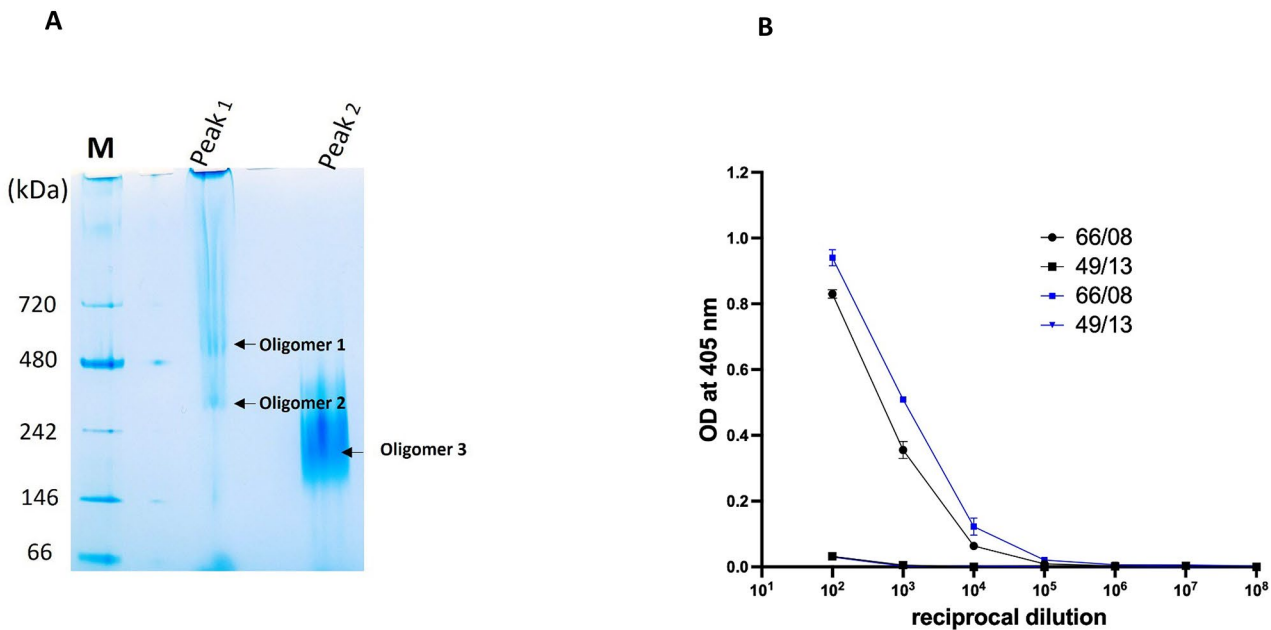 A
B
M
Peak 1
Peak 2
(kDa)
720
Oligomer 1
480
Oligomer 2
242
Oligomer 3
146
66
1.2
1.0
0.8
0.6
0.4
0.2
0.0
OD at 405 nm
66/08
49/13
66/08
49/13
10¹ 10² 10³ 10⁴ 10⁵ 10⁶ 10⁷ 10⁸
reciprocal dilution